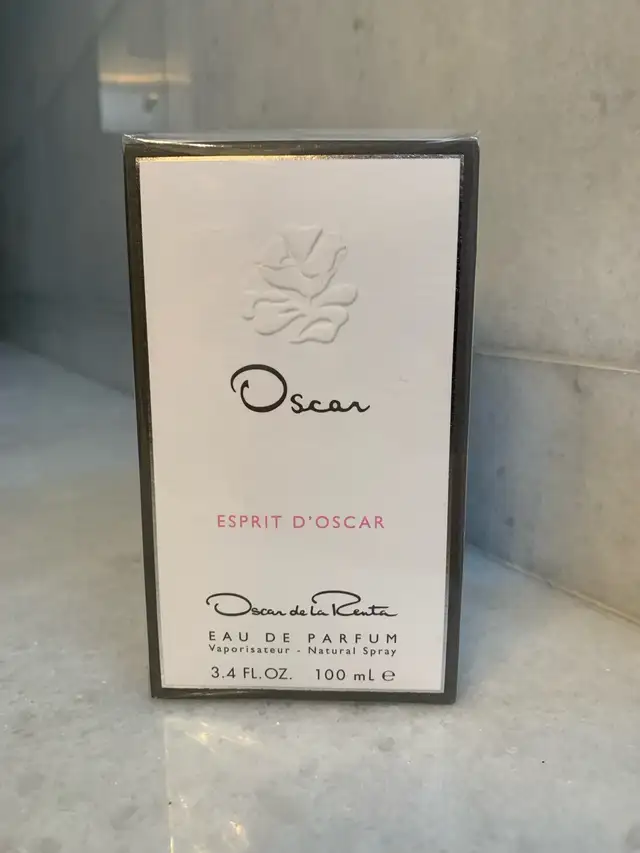 Oscar
ESPRIT D'OSCAR
Oscar de la Renta
EAU DE PARFUM
Vaporisateur - Natural Spray
3.4 FL.OZ. 100 mL ℮